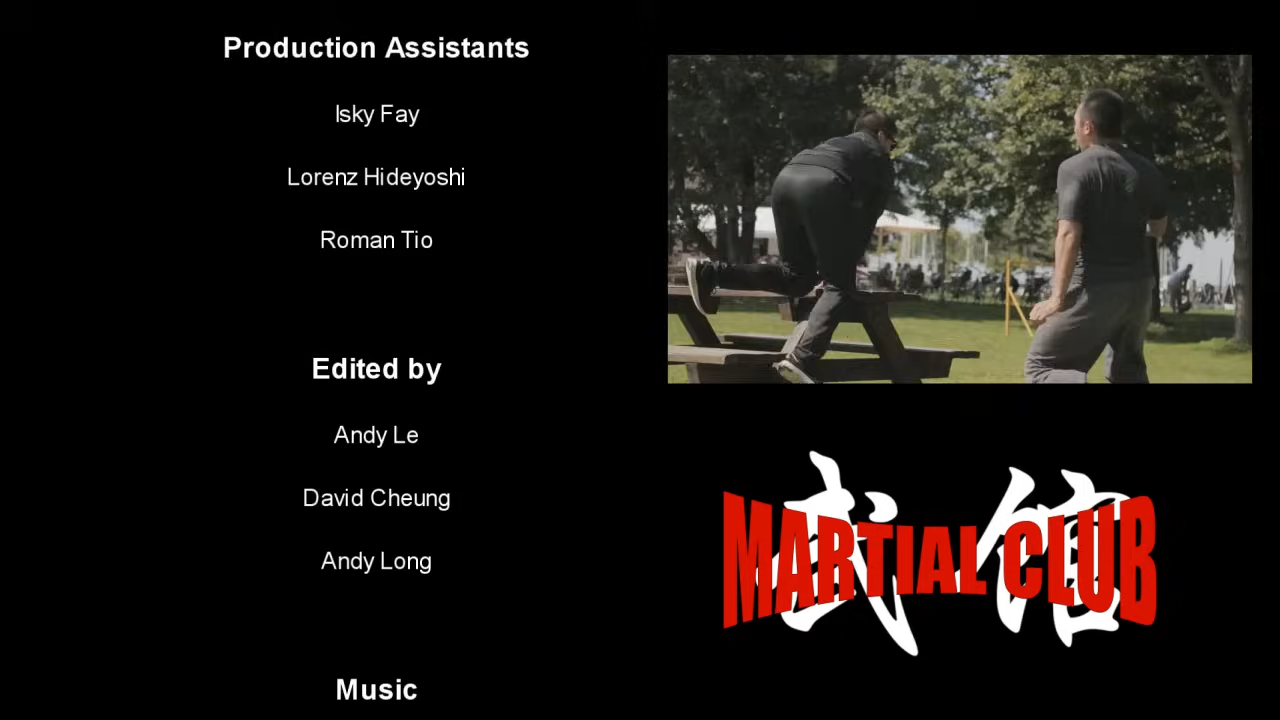 Production Assistants
Isky Fay
Lorenz Hideyoshi
Roman Tio
Edited by
Andy Le
David Cheung
Andy Long
Music
武馆
MARTIAL CLUB